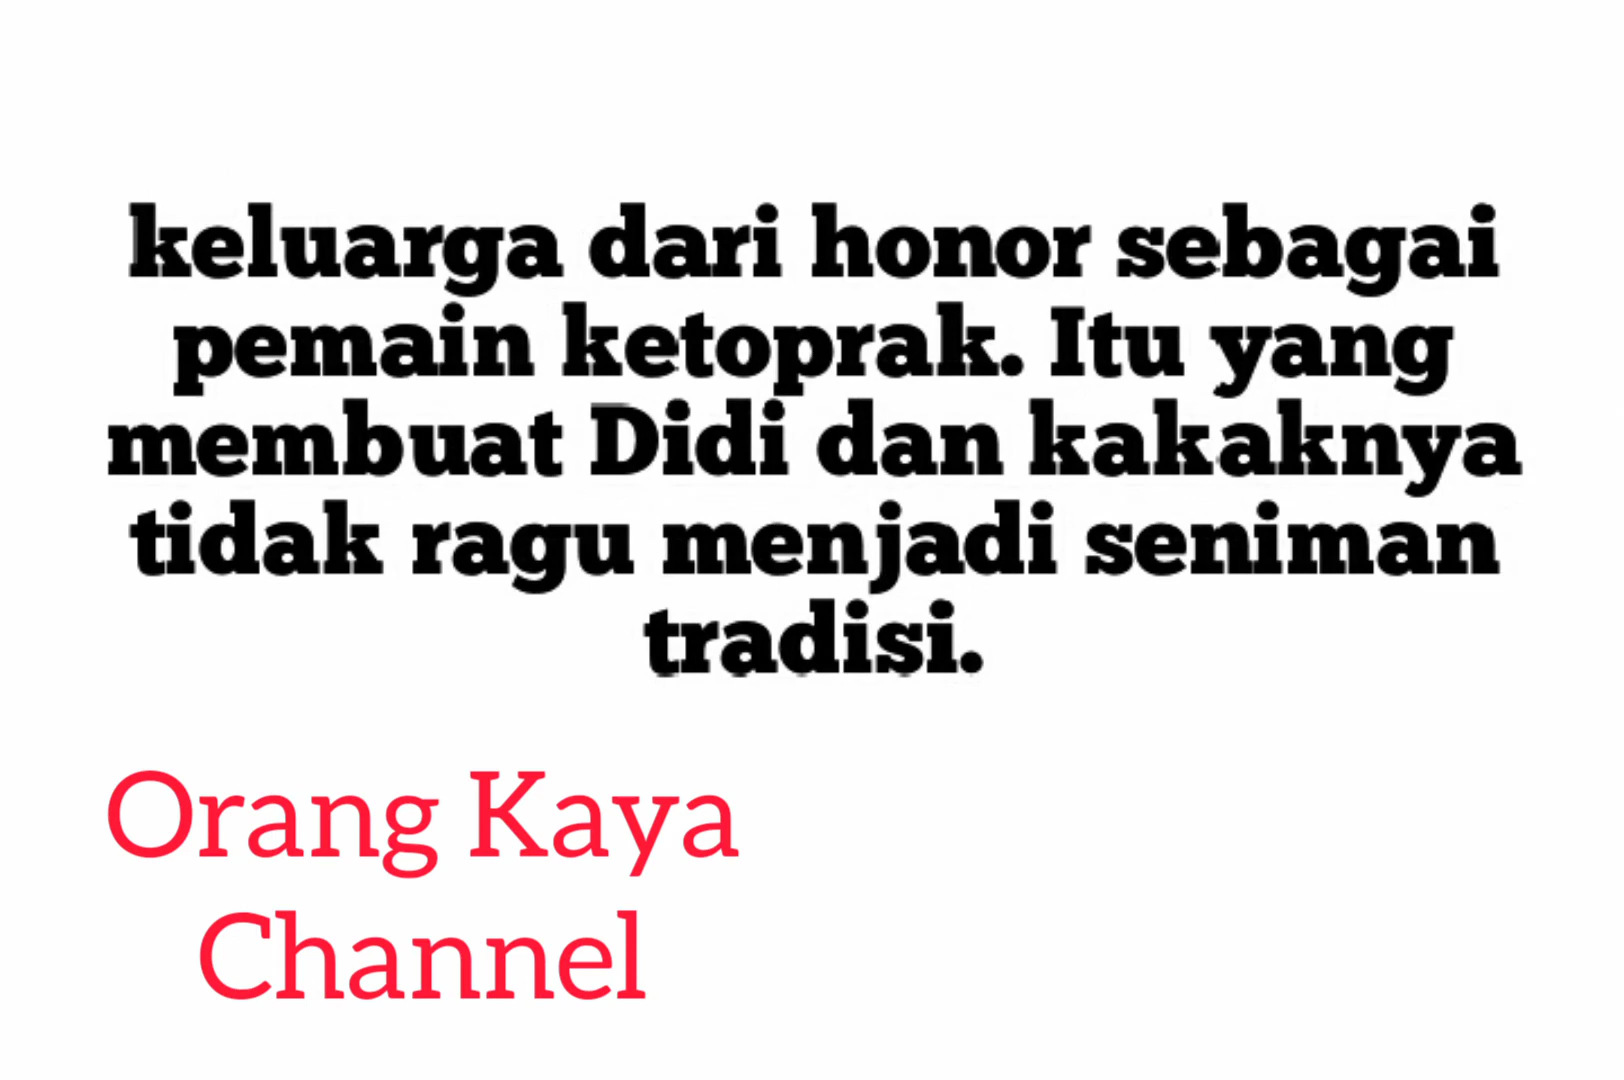 keluarga dari honor sebagai
pemain ketoprak. Itu yang
membuat Didi dan kakaknya
tidak ragu menjadi seniman
tradisi.
Orang Kaya
Channel